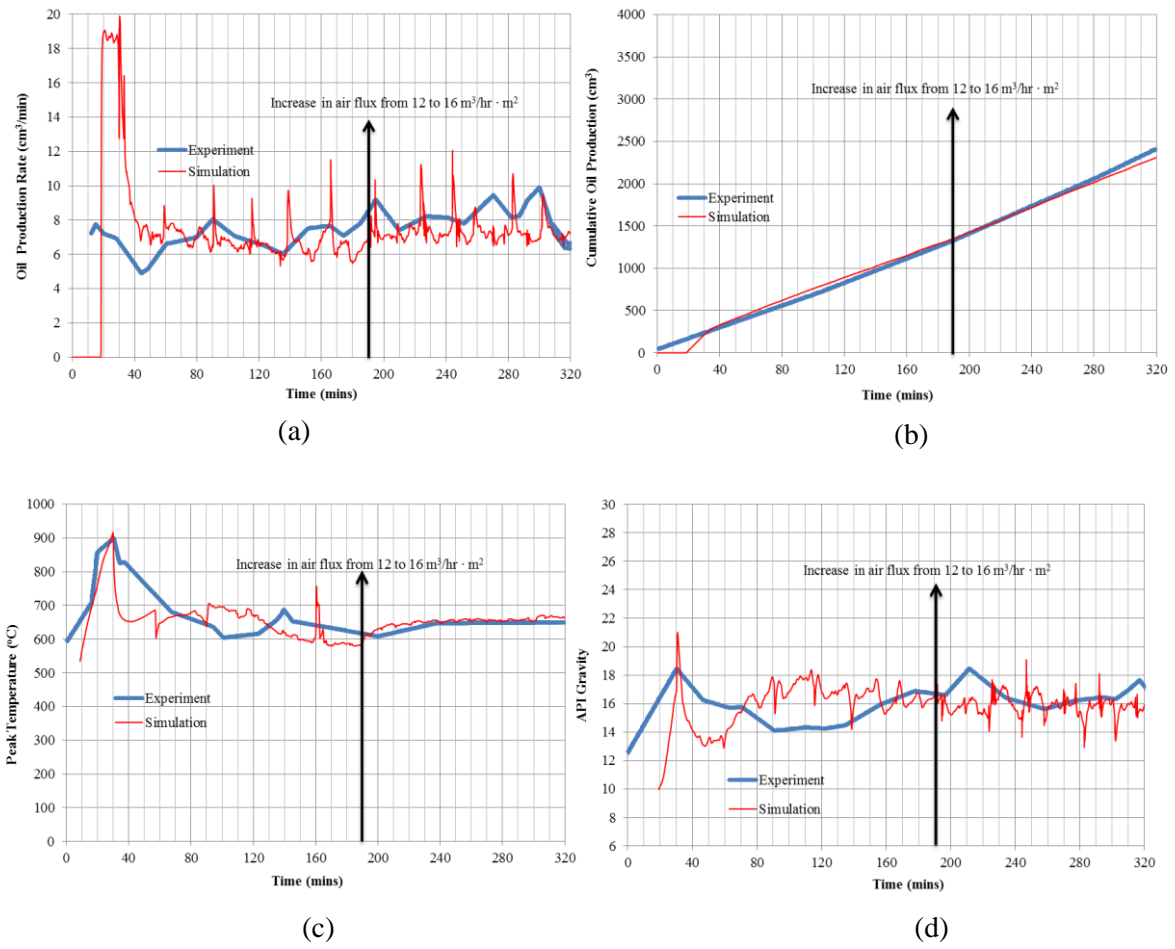 20
18
16
14
12
10
8
6
4
2
0
Oil Production Rate (cm³/min)
Increase in air flux from 12 to 16 m³/hr · m²
Experiment
Simulation
0 40 80 120 160 200 240 280 320
Time (mins)
(a)
4000
3500
3000
2500
2000
1500
1000
500
0
Cumulative Oil Production (cm³)
Increase in air flux from 12 to 16 m³/hr · m²
Experiment
Simulation
0 40 80 120 160 200 240 280 320
Time (mins)
(b)
1000
900
800
700
600
500
400
300
200
100
0
Peak Temperature (°C)
Increase in air flux from 12 to 16 m³/hr · m²
Experiment
Simulation
0 40 80 120 160 200 240 280 320
Time (mins)
(c)
30
28
26
24
22
20
18
16
14
12
10
8
6
API Gravity
Increase in air flux from 12 to 16 m³/hr · m²
Experiment
Simulation
0 40 80 120 160 200 240 280 320
Time (mins)
(d)